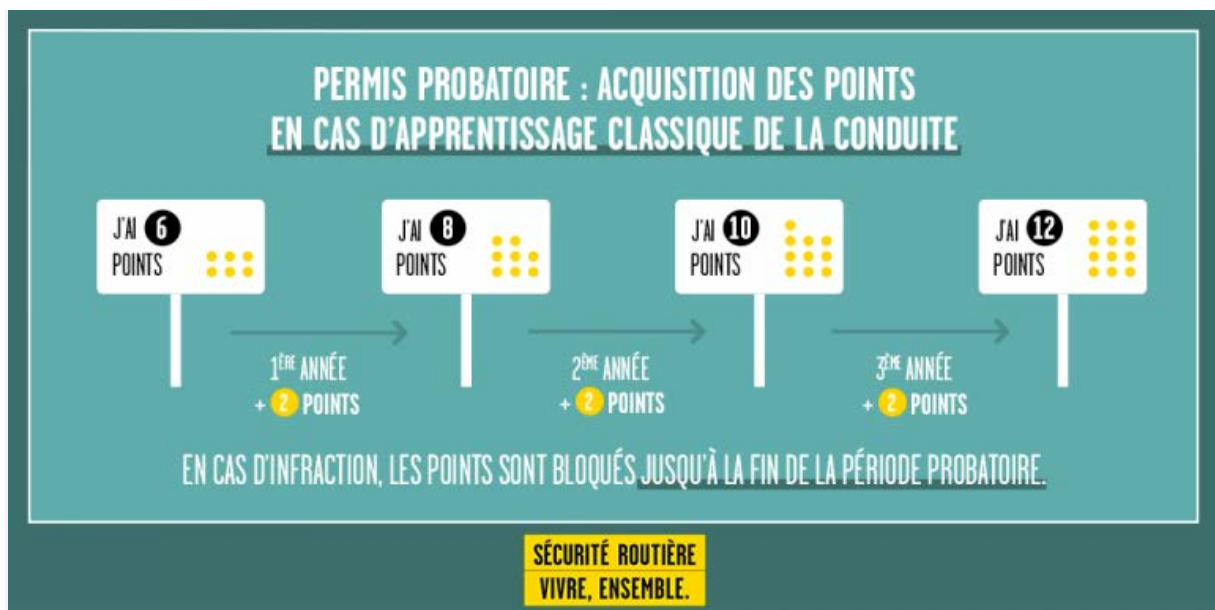 PERMIS PROBATOIRE : ACQUISITION DES POINTS
EN CAS D'APPRENTISSAGE CLASSIQUE DE LA CONDUITE
J'AI 6
POINTS
J'AI 8
POINTS
J'AI 10
POINTS
J'AI 12
POINTS
1ÈRE ANNÉE
+ 2 POINTS
2ÈME ANNÉE
+ 2 POINTS
3ÈME ANNÉE
+ 2 POINTS
EN CAS D'INFRACTION, LES POINTS SONT BLOQUÉS JUSQU'À LA FIN DE LA PÉRIODE PROBATOIRE.
SÉCURITÉ ROUTIÈRE
VIVRE, ENSEMBLE.